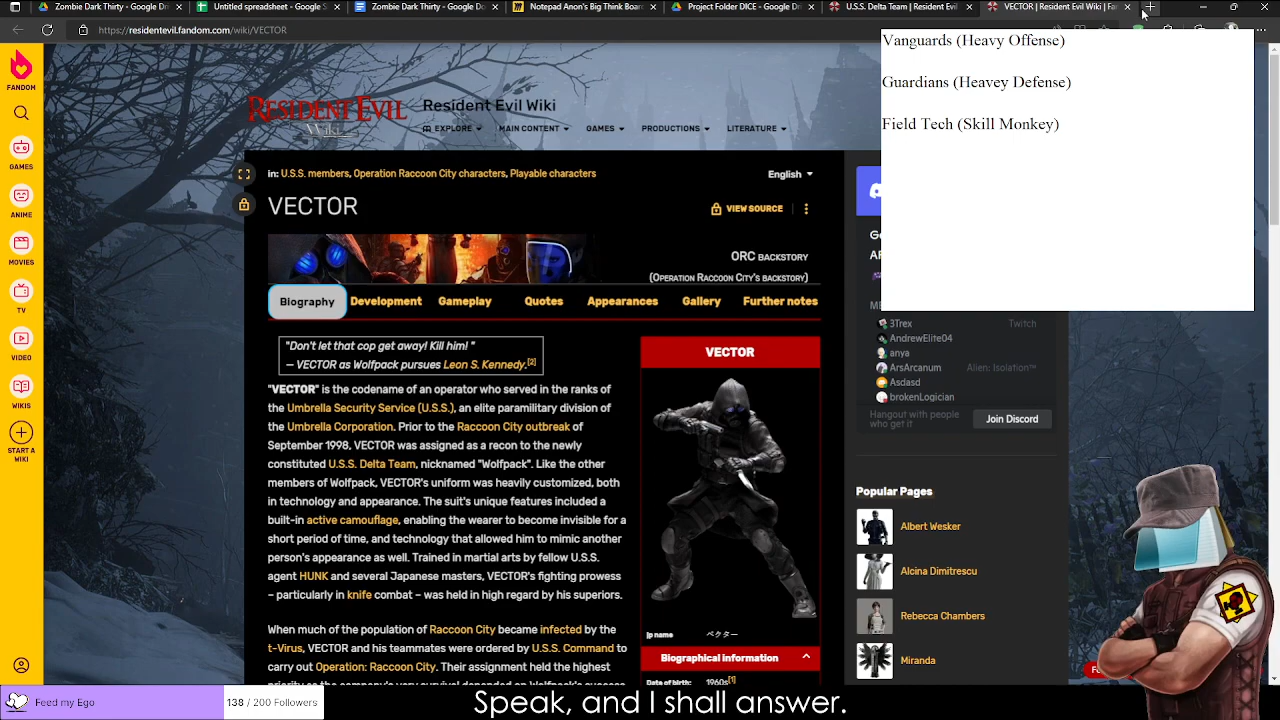 Zombie Dark Thirty - Google Do
Untitled spreadsheet - Google S
Zombie Dark Thirty - Google Do
Notepad Anon's Big Think Board
Project Folder DICE - Google Dri
U.S.S. Delta Team | Resident Evil
VECTOR | Resident Evil Wiki | Fan
https://residentevil.fandom.com/wiki/VECTOR
Vanguards (Heavy Offense)
Guardians (Heavey Defense)
Field Tech (Skill Monkey)
FANDOM
GAMES
ANIME
MOVIES
TV
VIDEO
WIKIS
START A
WIKI
RESIDENT EVIL
Wiki
Resident Evil Wiki
EXPLORE
MAIN CONTENT
GAMES
PRODUCTIONS
LITERATURE
in: U.S.S. members, Operation Raccoon City characters, Playable characters
English
VECTOR
VIEW SOURCE
ORC BACKSTORY
(OPERATION RACCOON CITY'S BACKSTORY)
Biography
Development
Gameplay
Quotes
Appearances
Gallery
Further notes
"Don't let that cop get away! Kill him! "
— VECTOR as Wolfpack pursues Leon S. Kennedy.[2]
"VECTOR" is the codename of an operator who served in the ranks of
the Umbrella Security Service (U.S.S.), an elite paramilitary division of
the Umbrella Corporation. Prior to the Raccoon City outbreak of
September 1998, VECTOR was assigned as a recon to the newly
constituted U.S.S. Delta Team, nicknamed "Wolfpack". Like the other
members of Wolfpack, VECTOR's uniform was heavily customized, both
in technology and appearance. The suit's unique features included a
built-in active camouflage, enabling the wearer to become invisible for a
short period of time, and technology that allowed him to mimic another
person's appearance as well. Trained in martial arts by fellow U.S.S.
agent HUNK and several Japanese masters, VECTOR's fighting prowess
– particularly in knife combat – was held in high regard by his superiors.
When much of the population of Raccoon City became infected by the
t-Virus, VECTOR and his teammates were ordered by U.S.S. Command to
carry out Operation: Raccoon City. Their assignment held the highest
VECTOR
Jp name
ベクター
Biographical information
Date of birth:
1960s[1]
3Trex
Twitch
AndrewElite04
anya
ArsArcanum
Alien: Isolation™
Asdasd
brokenLogician
Hangout with people
who get it
Join Discord
Popular Pages
Albert Wesker
Alcina Dimitrescu
Rebecca Chambers
Miranda
Feed my Ego
138 / 200 Followers
Speak, and I shall answer.